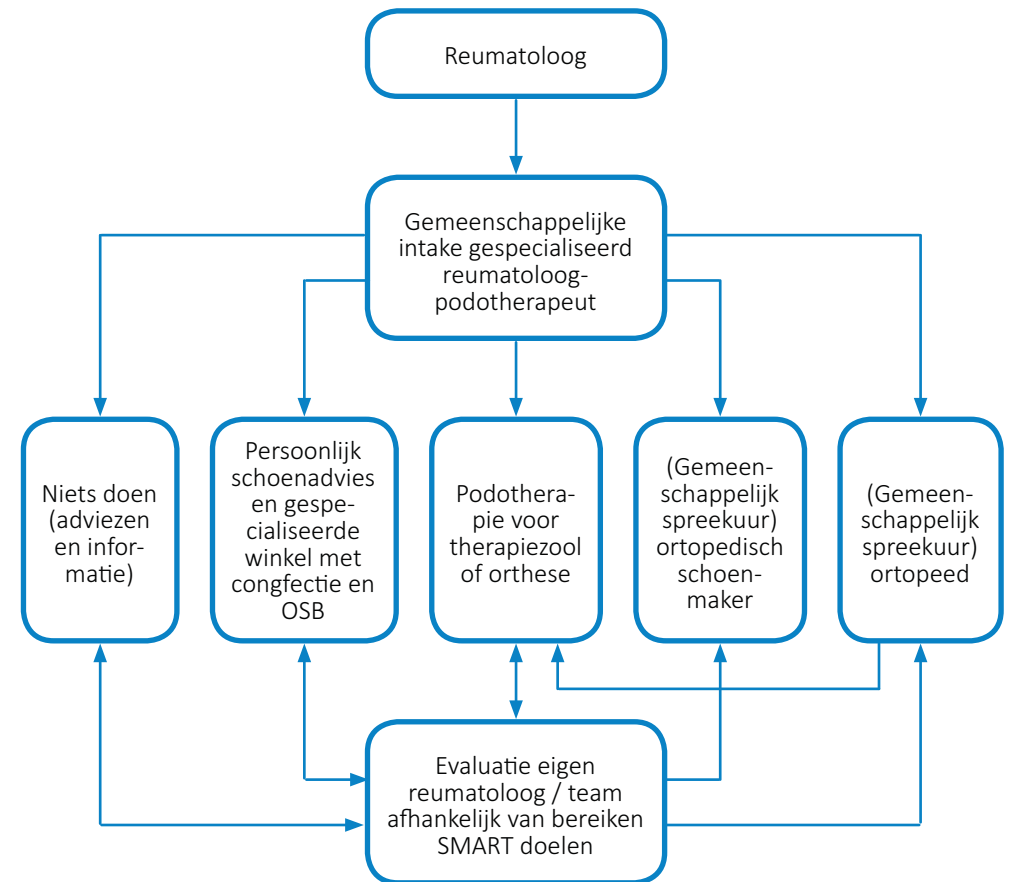 Reumatoloog
Gemeenschappelijke
intake gespecialiseerd
reumatoloog-
podotherapeut
Niets doen
(adviezen
en infor-
matie)
Persoonlijk
schoenadvies
en gespe-
cialiseerde
winkel met
congfectie en
OSB
Podothera-
pie voor
therapiezool
of orthese
(Gemeen-
schappelijk
spreekuur)
ortopedisch
schoen-
maker
(Gemeen-
schappelijk
spreekuur)
ortopeed
Evaluatie eigen
reumatoloog / team
afhankelijk van bereiken
SMART doelen